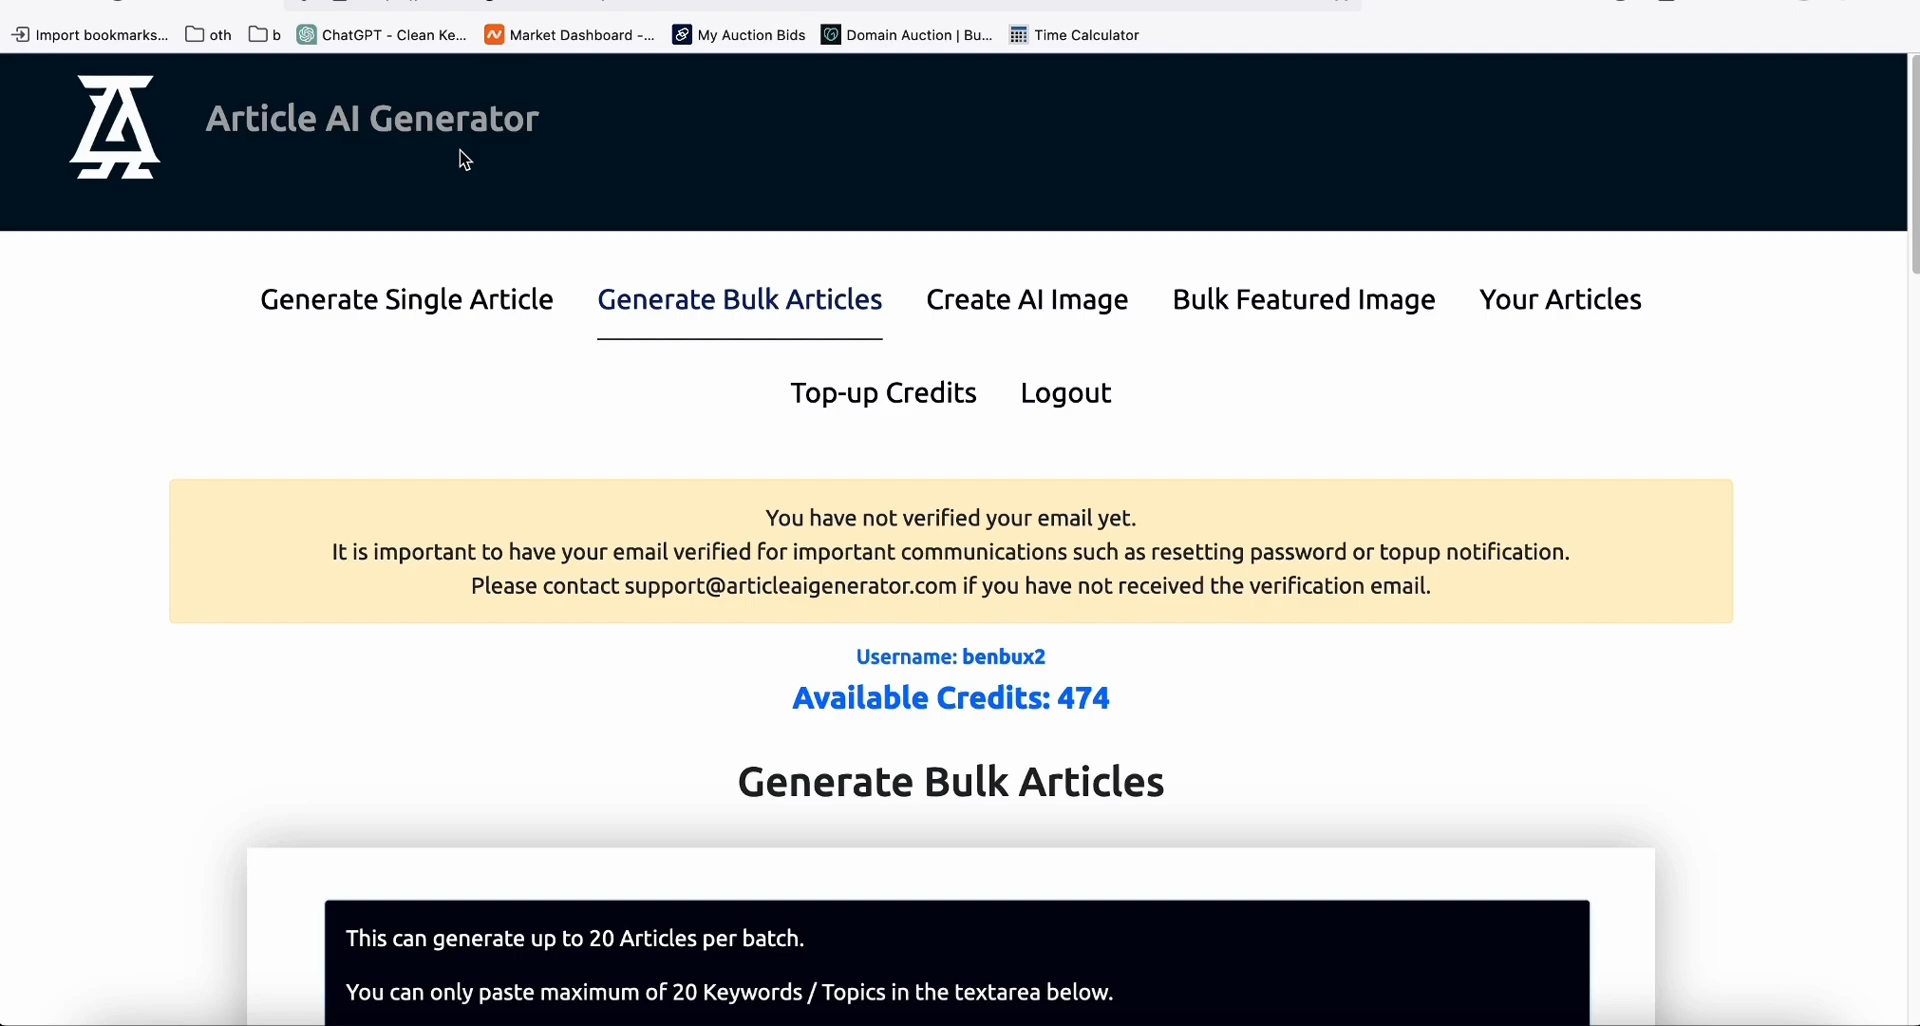 Import bookmarks... oth b ChatGPT - Clean Ke... Market Dashboard -... My Auction Bids Domain Auction | Bu... Time Calculator
Article AI Generator
Generate Single Article Generate Bulk Articles Create AI Image Bulk Featured Image Your Articles
Top-up Credits Logout
You have not verified your email yet.
It is important to have your email verified for important communications such as resetting password or topup notification.
Please contact support@articleaigenerator.com if you have not received the verification email.
Username: benbux2
Available Credits: 474
Generate Bulk Articles
This can generate up to 20 Articles per batch.
You can only paste maximum of 20 Keywords / Topics in the textarea below.